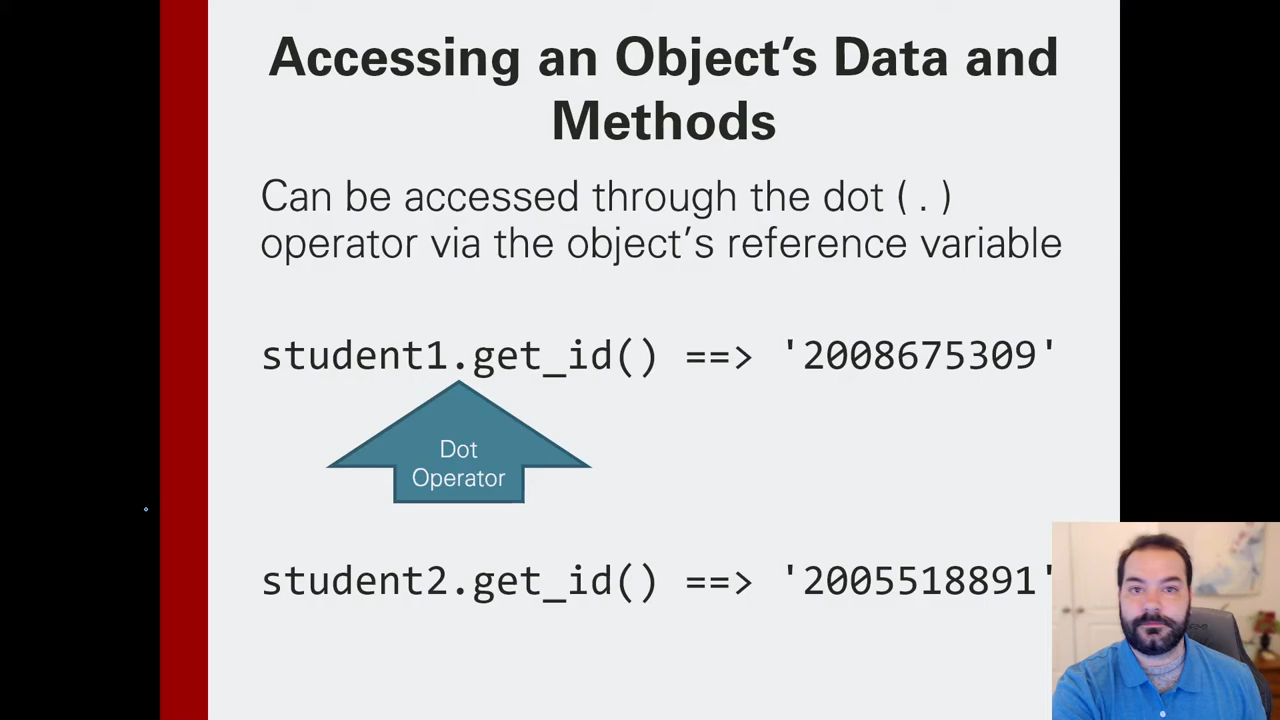 Accessing an Object’s Data and
Methods
Can be accessed through the dot (.)
operator via the object’s reference variable
student1.get_id() ==> '2008675309'
Dot
Operator
student2.get_id() ==> '2005518891'